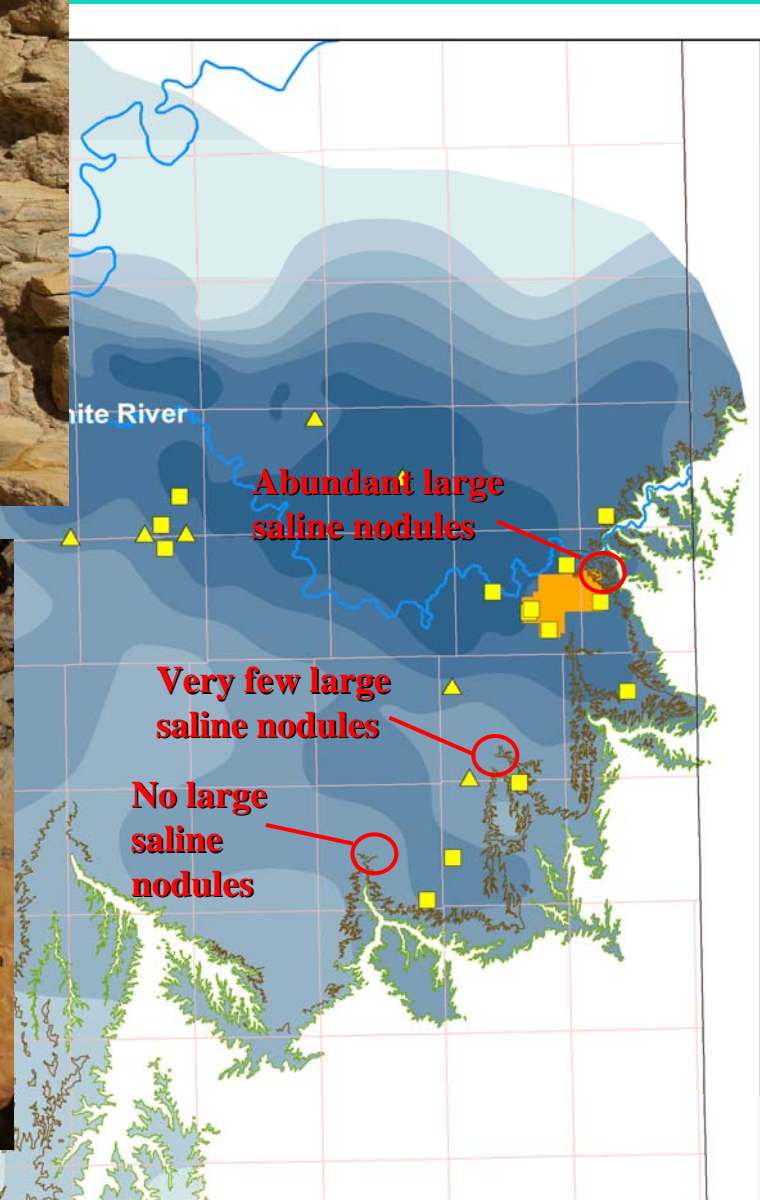 nite River
Abundant large
saline nodules
Very few large
saline nodules
No large
saline
nodules